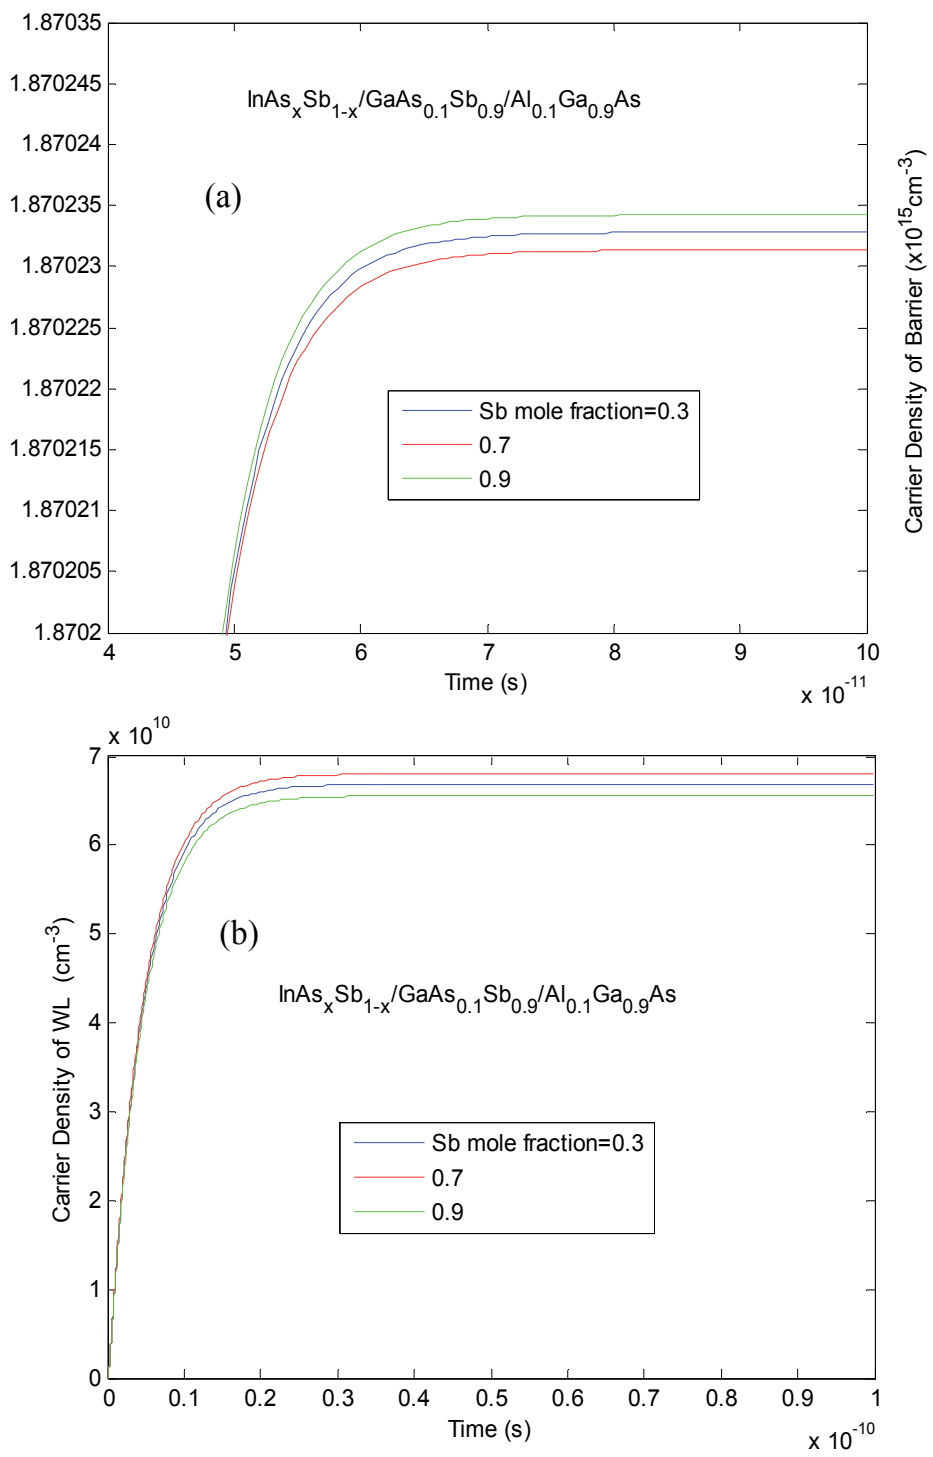 1.87035
1.870245
1.87024
1.870235
1.87023
1.870225
1.87022
1.870215
1.87021
1.870205
1.8702
InAsxSb1-x/GaAs0.1Sb0.9/Al0.1Ga0.9As
(a)
Sb mole fraction=0.3
0.7
0.9
Carrier Density of Barrier (x10^15cm^-3)
4 5 6 7 8 9 10
Time (s)
x 10^-11
x 10^10
7
6
5
4
3
2
1
0
Carrier Density of WL (cm^-3)
(b)
InAsxSb1-x/GaAs0.1Sb0.9/Al0.1Ga0.9As
Sb mole fraction=0.3
0.7
0.9
0 0.1 0.2 0.3 0.4 0.5 0.6 0.7 0.8 0.9 1
Time (s)
x 10^-10